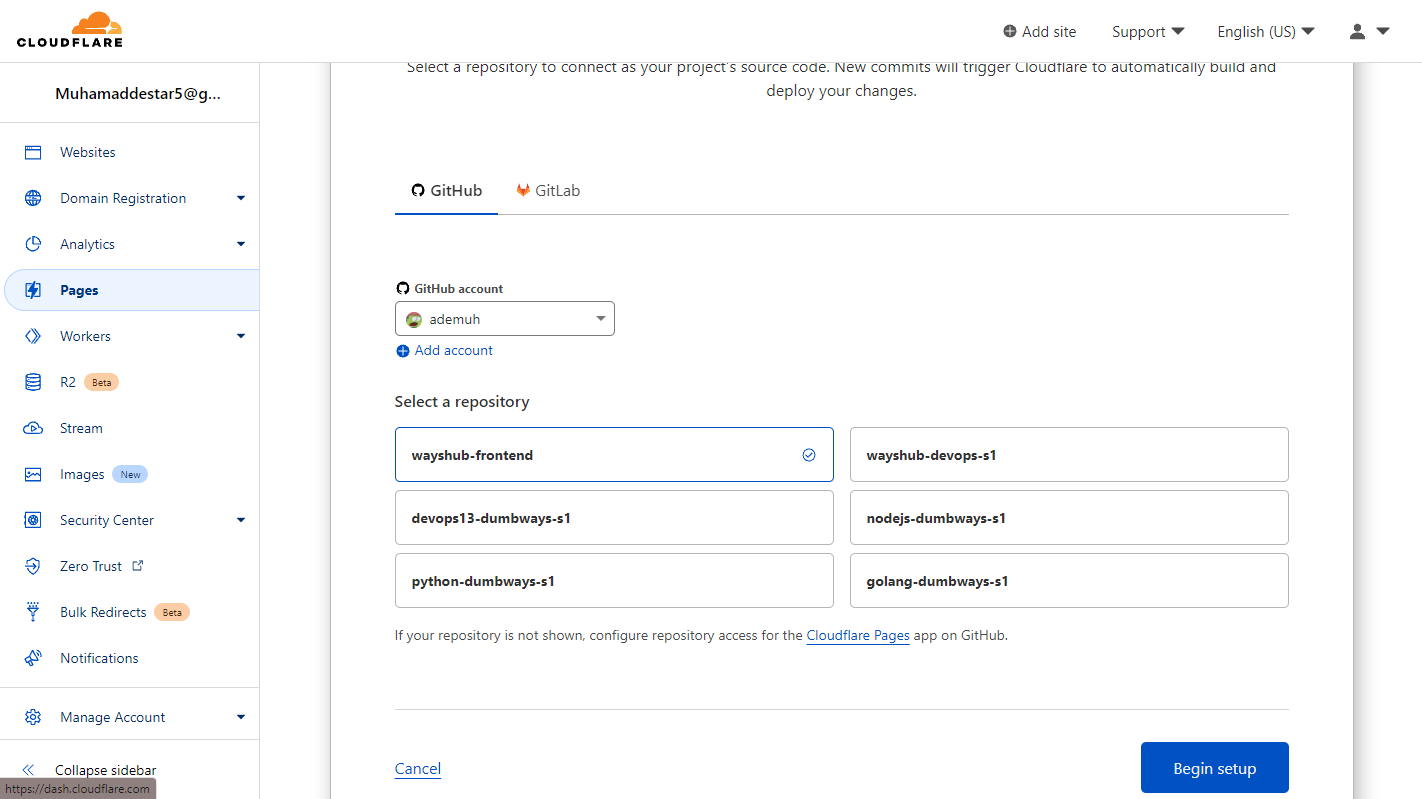 CLOUDFLARE
Add site
Support
English (US)
Muhamaddestar5@g...
Websites
Domain Registration
Analytics
Pages
Workers
R2 Beta
Stream
Images New
Security Center
Zero Trust
Bulk Redirects Beta
Notifications
Manage Account
Collapse sidebar
https://dash.cloudflare.com
Select a repository to connect as your project's source code. New commits will trigger Cloudflare to automatically build and
deploy your changes.
GitHub
GitLab
GitHub account
ademuh
Add account
Select a repository
wayshub-frontend
wayshub-devops-s1
devops13-dumbways-s1
nodejs-dumbways-s1
python-dumbways-s1
golang-dumbways-s1
If your repository is not shown, configure repository access for the Cloudflare Pages app on GitHub.
Cancel
Begin setup